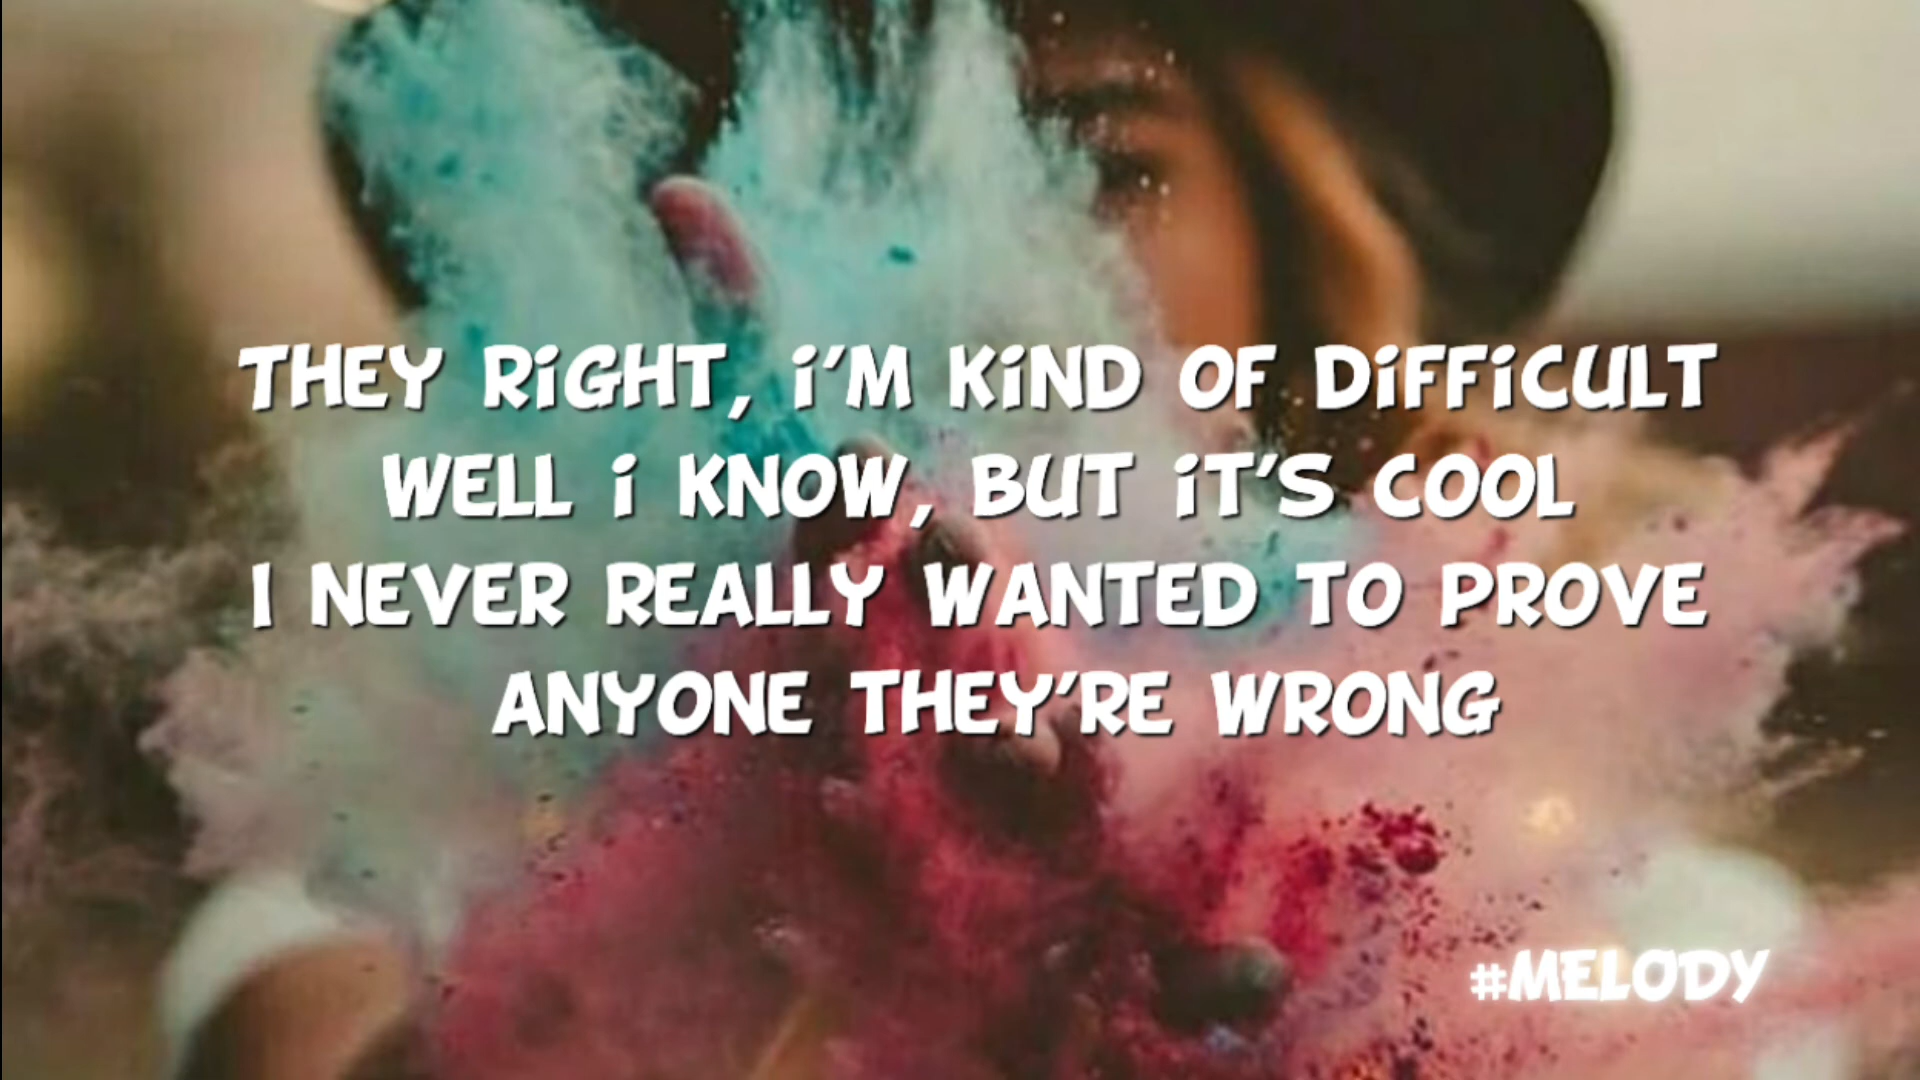 THEY RiGHT, i'M KiND OF DiFFiCULT
WELL i KNOW, BUT iT'S COOL
I NEVER REALLY WANTED TO PROVE
ANYONE THEY'RE WRONG
#MELODY